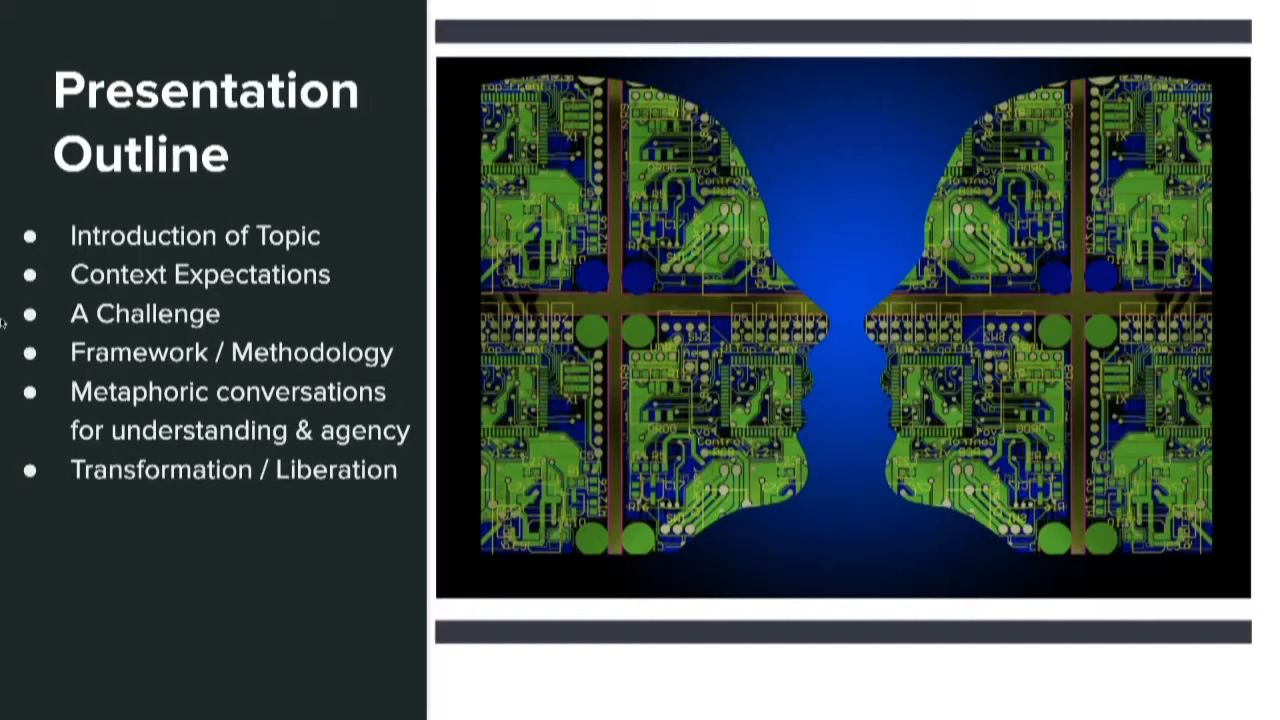 Presentation
Outline
● Introduction of Topic
● Context Expectations
● A Challenge
● Framework / Methodology
● Metaphoric conversations
for understanding & agency
● Transformation / Liberation